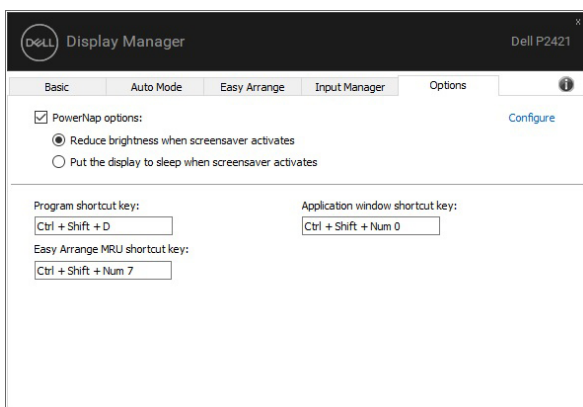 DELL Display Manager Dell P2421
x
Basic Auto Mode Easy Arrange Input Manager Options i
PowerNap options: Configure
Reduce brightness when screensaver activates
Put the display to sleep when screensaver activates
Program shortcut key: Application window shortcut key:
Ctrl + Shift + D Ctrl + Shift + Num 0
Easy Arrange MRU shortcut key:
Ctrl + Shift + Num 7